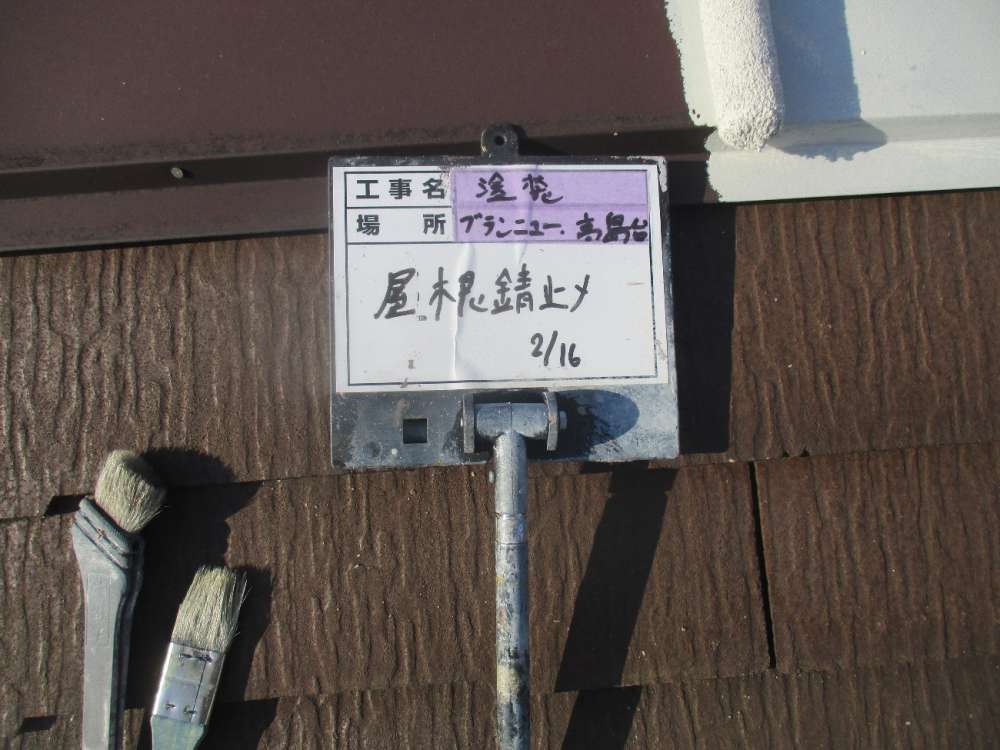 工事名 塗装
場所 ブランニュー・高島台
屋根錆止メ
2/16